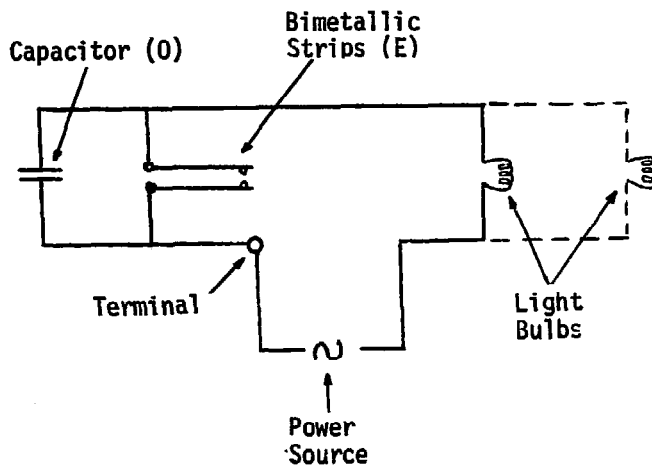 Bimetallic
Strips (E)
Capacitor (O)
Terminal
Light
Bulbs
Power
Source